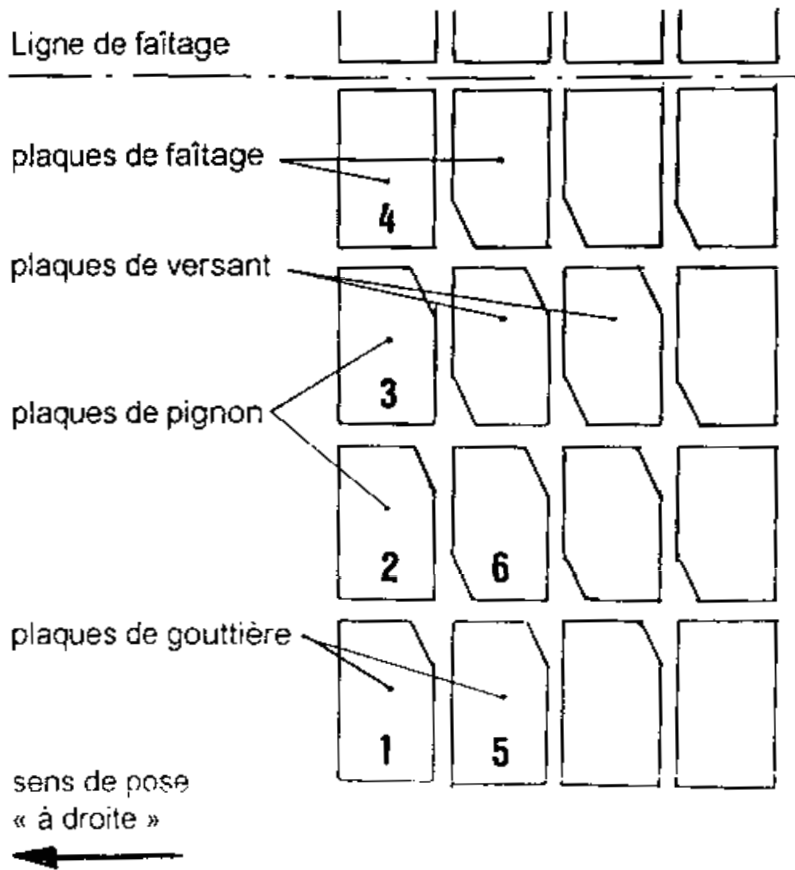 Ligne de faîtage
plaques de faîtage
4
plaques de versant
3
plaques de pignon
2
6
plaques de gouttière
1
5
sens de pose
« à droite »